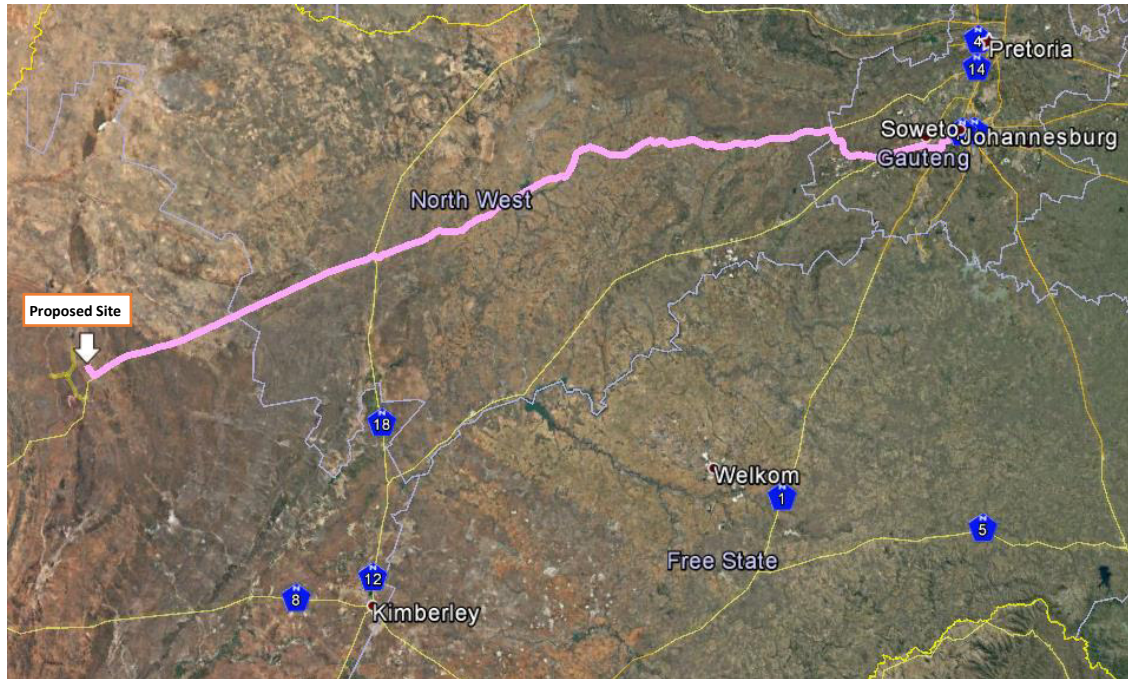 4
Pretoria
14
Soweto
Johannesburg
Gauteng
North West
Proposed Site
18
Welkom
1
5
Free State
12
8
Kimberley